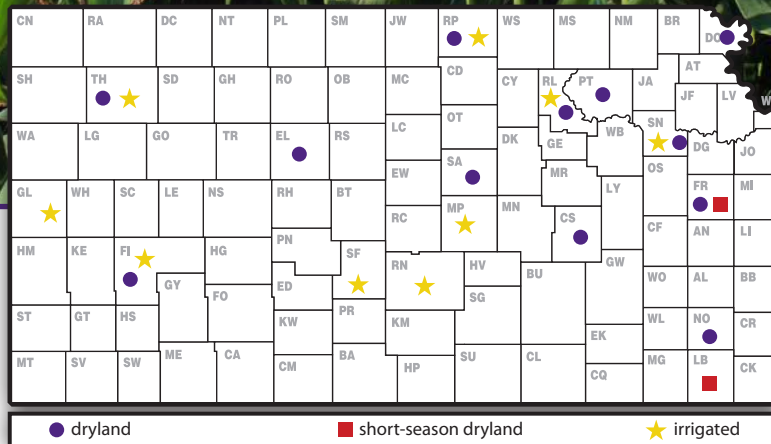 CN RA DC NT PL SM JW RP WS MS NM BR DO
SH TH SD GH RO OB MC CD CY RL PT JA AT JF LV W
WA LG GO TR EL RS LC OT DK GE WB SN DG JO
GL WH SC LE NS RH BT EW SA MP MN MR LY OS FR MI
HM KE FI HG PN SF RC RN HV CS GW CF AN LI
GY FO ED SG BU WO AL BB
ST GT HS KW PR KM EK WL NO CR
MT SV SW ME CA CM BA HP SU CL CQ MG LB CK
dryland short-season dryland irrigated